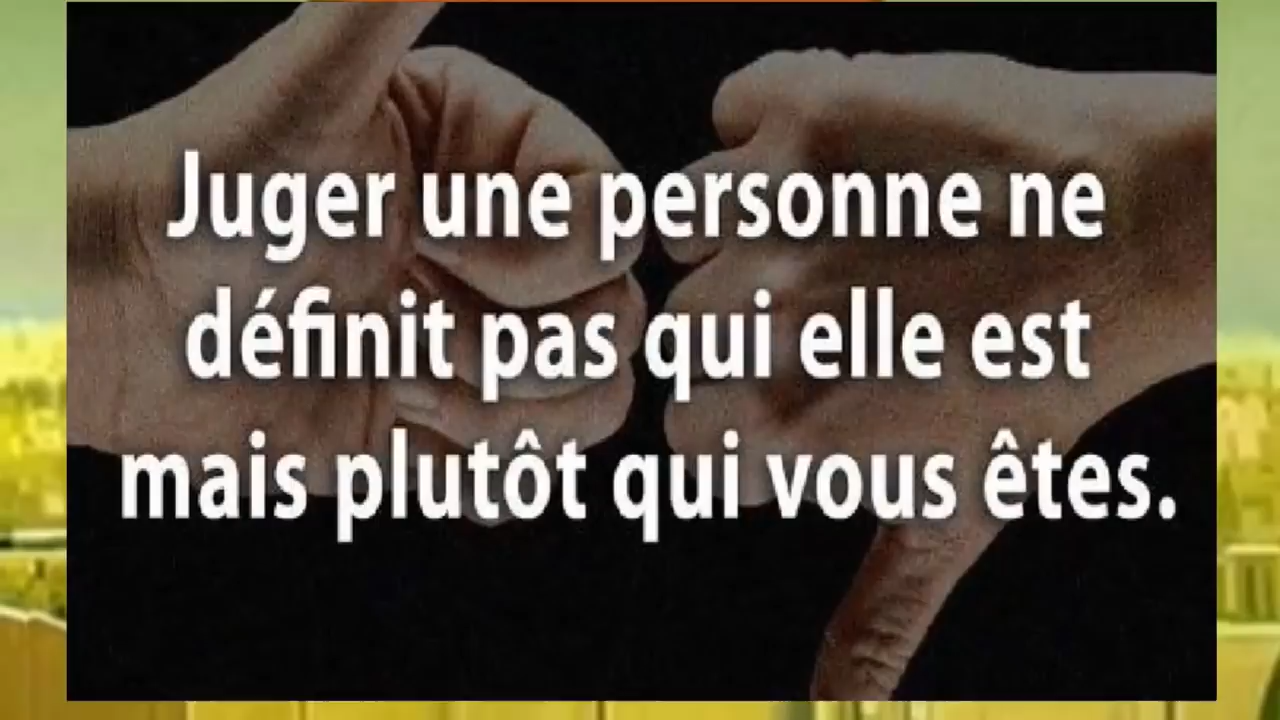 Juger une personne ne
définit pas qui elle est
mais plutôt qui vous êtes.